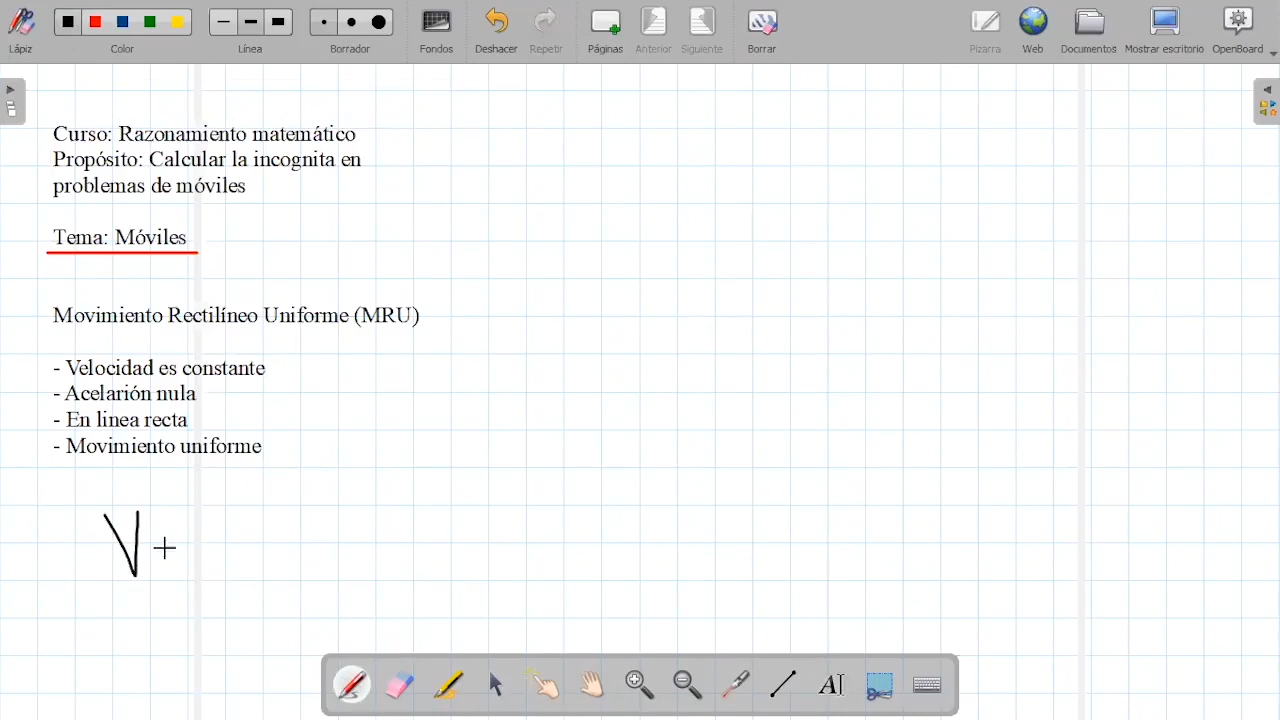 Lápiz
Color
Línea
Borrador
Fondos
Deshacer
Repetir
Páginas
Anterior
Siguiente
Borrar
Pizarra
Web
Documentos
Mostrar escritorio
OpenBoard
Curso: Razonamiento matemático
Propósito: Calcular la incognita en
problemas de móviles
Tema: Móviles
Movimiento Rectilíneo Uniforme (MRU)
- Velocidad es constante
- Acelarión nula
- En linea recta
- Movimiento uniforme
V